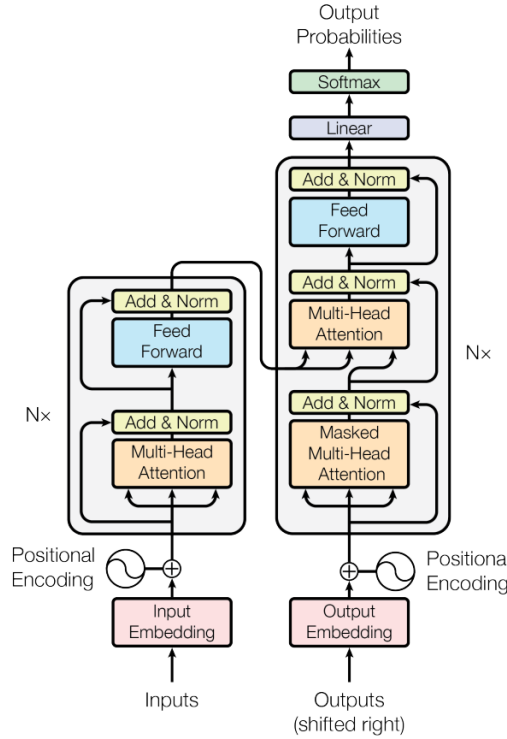 Output
Probabilities
Softmax
Linear
Add & Norm
Feed
Forward
Add & Norm
Multi-Head
Attention
Nx
Add & Norm
Masked
Multi-Head
Attention
Add & Norm
Feed
Forward
Nx
Add & Norm
Multi-Head
Attention
Positional
Encoding
Positiona
Encoding
Input
Embedding
Output
Embedding
Inputs
Outputs
(shifted right)